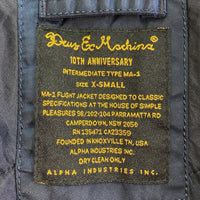 Deus Ex Machina
10TH ANNIVERSARY
INTERMEDIATE TYPE MA-1
SIZE X-SMALL
MA-1 FLIGHT JACKET DESIGNED TO CLASSIC
SPECIFICATIONS AT THE HOUSE OF SIMPLE
PLEASURES 98/102-104 PARRAMATTA RD
CAMPERDOWN, NSW 2050
RN 135471 CA23359
FOUNDED IN KNOXVILLE TN, USA
ALPHA INDUSTRIES INC.
DRY CLEAN ONLY
ALPHA INDUSTRIES INC.